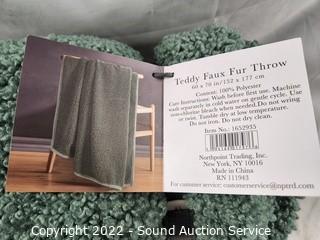 Teddy Faux Fur Throw
60 x 70 in/152 x 177 cm
Content: 100% Polyester
Care Instructions: Wash before first use. Machine
wash separately in cold water on gentle cycle. Use
non-chlorine bleach when needed.Do not wring
or twist. Tumble dry at low temperature.
Do not iron. Do not dry clean.
Item No.: 1652935
Northpoint Trading, Inc.
New York, NY 10016
Made in China
RN 111943
For customer service: customerservice@nptrd.com
Copyright 2022 - Sound Auction Service